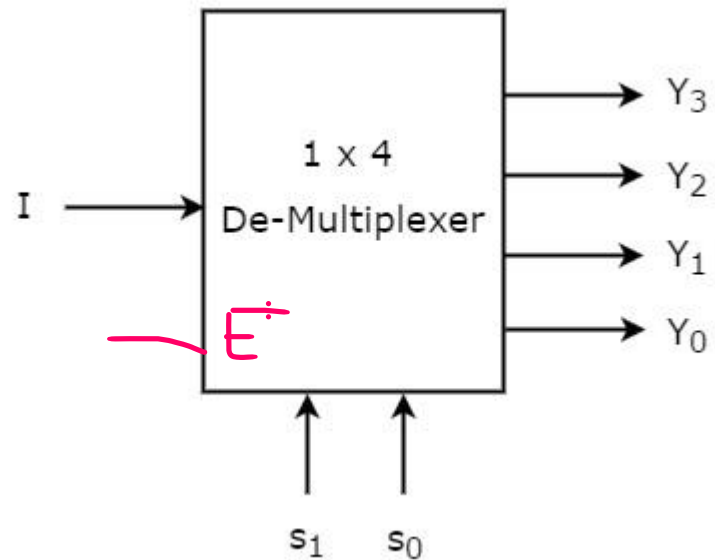 Y₃
1 x 4
Y₂
I
De-Multiplexer
Y₁
E
Y₀
s₁ s₀